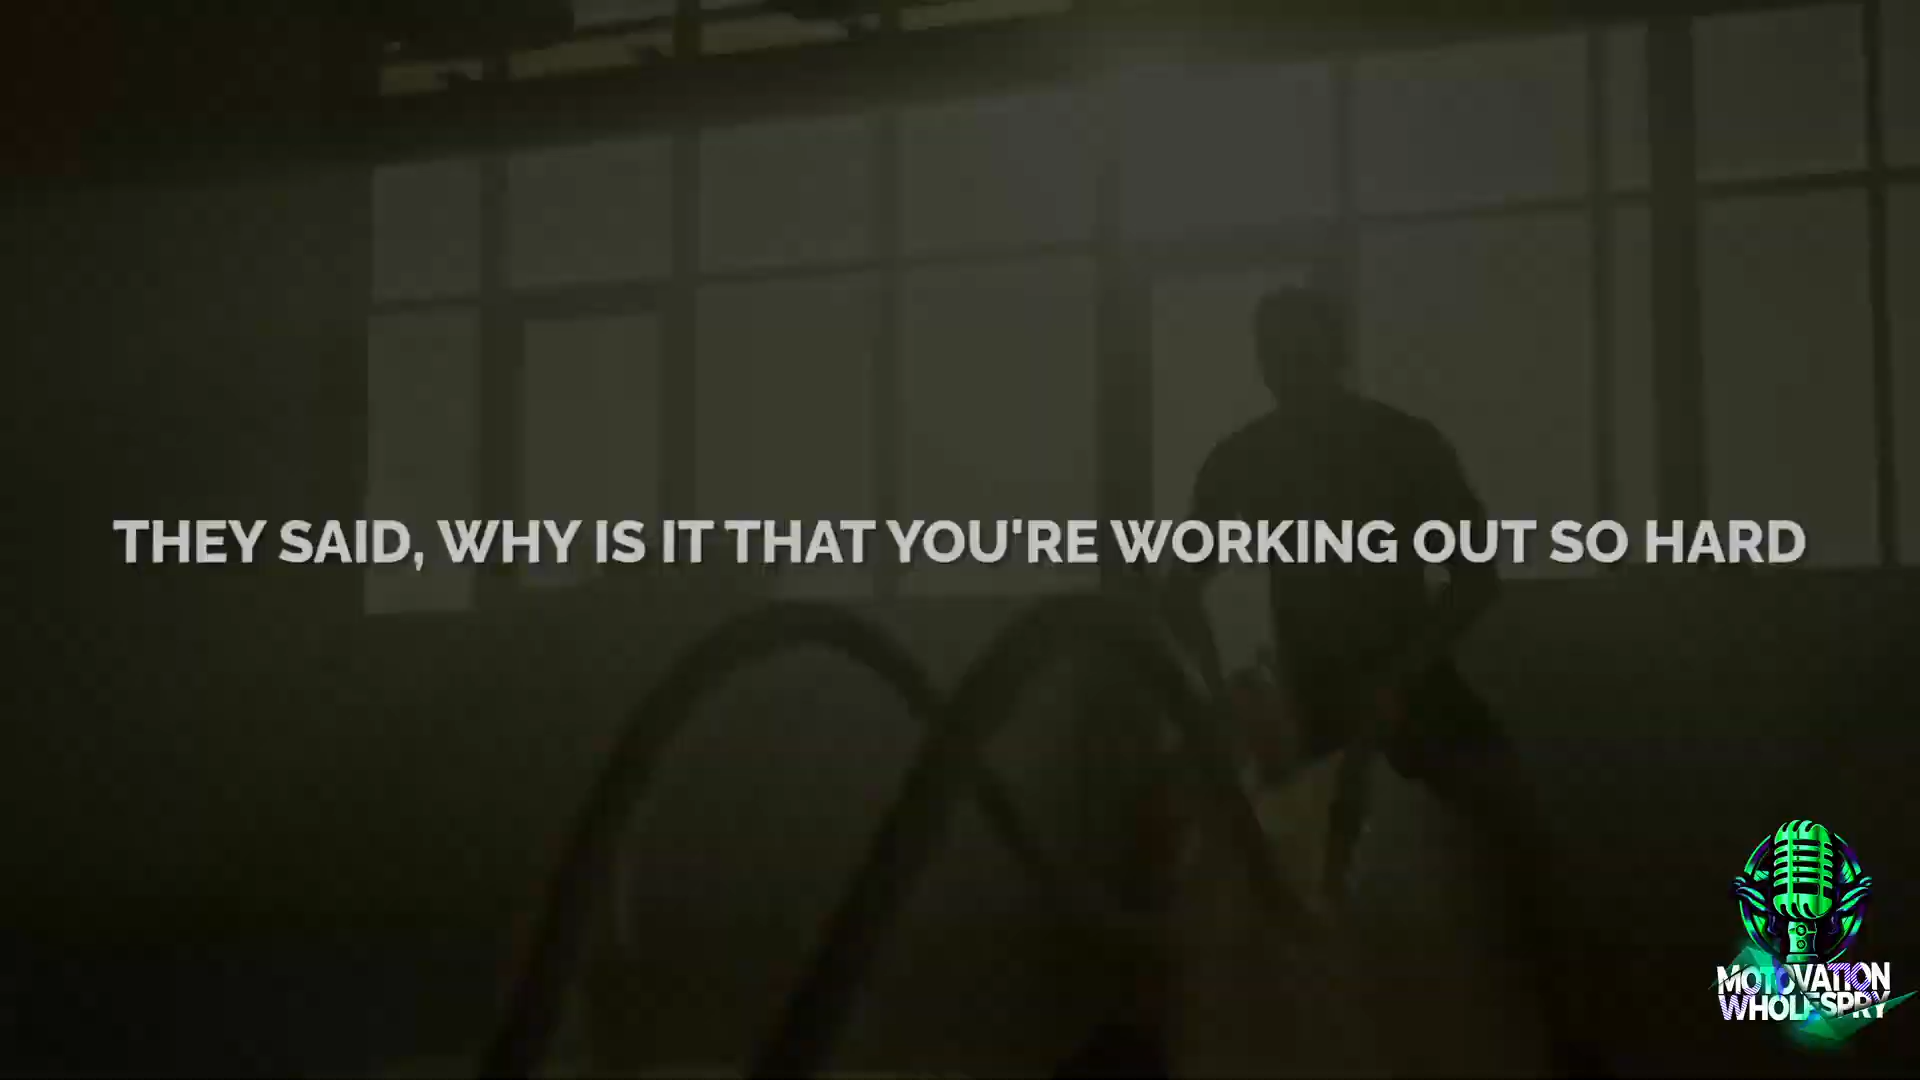 THEY SAID, WHY IS IT THAT YOU'RE WORKING OUT SO HARD
MOTOVATION
WHOLESPRY